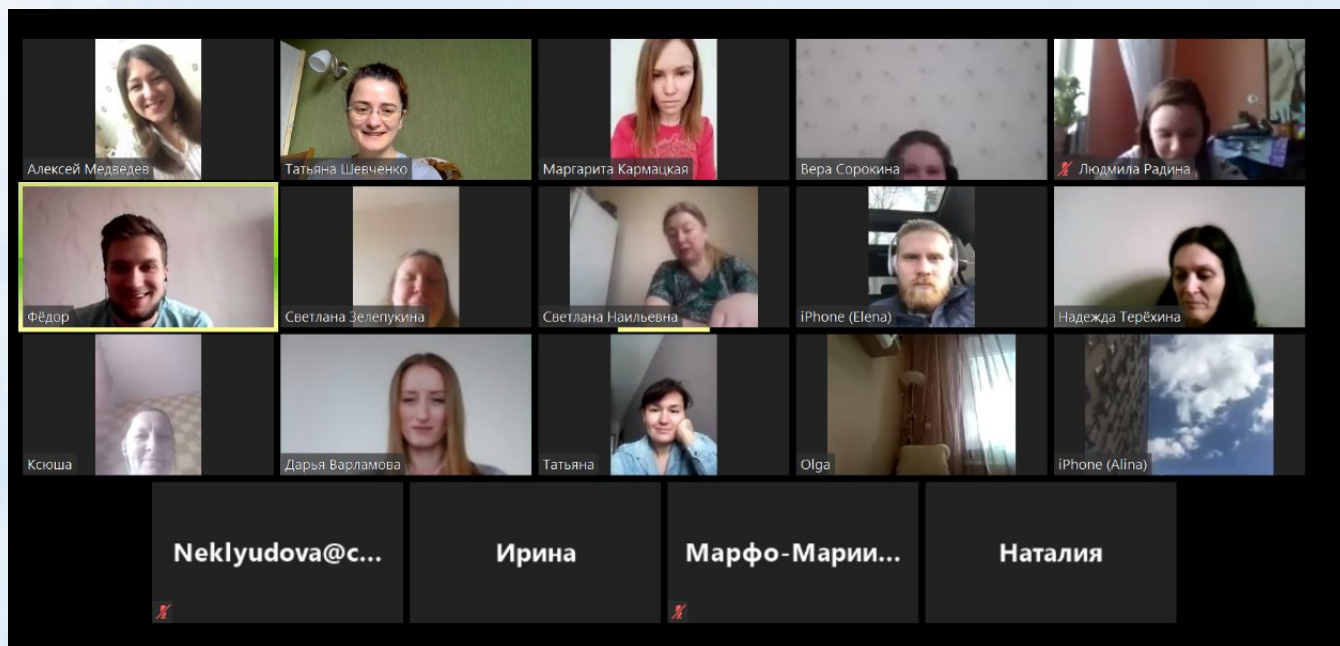 Алексей Медведев
Татьяна Шевченко
Маргарита Кармацкая
Вера Сорокина
Людмила Радина
Фёдор
Светлана Зелепукина
Светлана Наильевна
iPhone (Elena)
Надежда Терёхина
Ксюша
Дарья Варламова
Татьяна
Olga
iPhone (Alina)
Neklyudova@c...
Ирина
Марфо-Марии...
Наталия